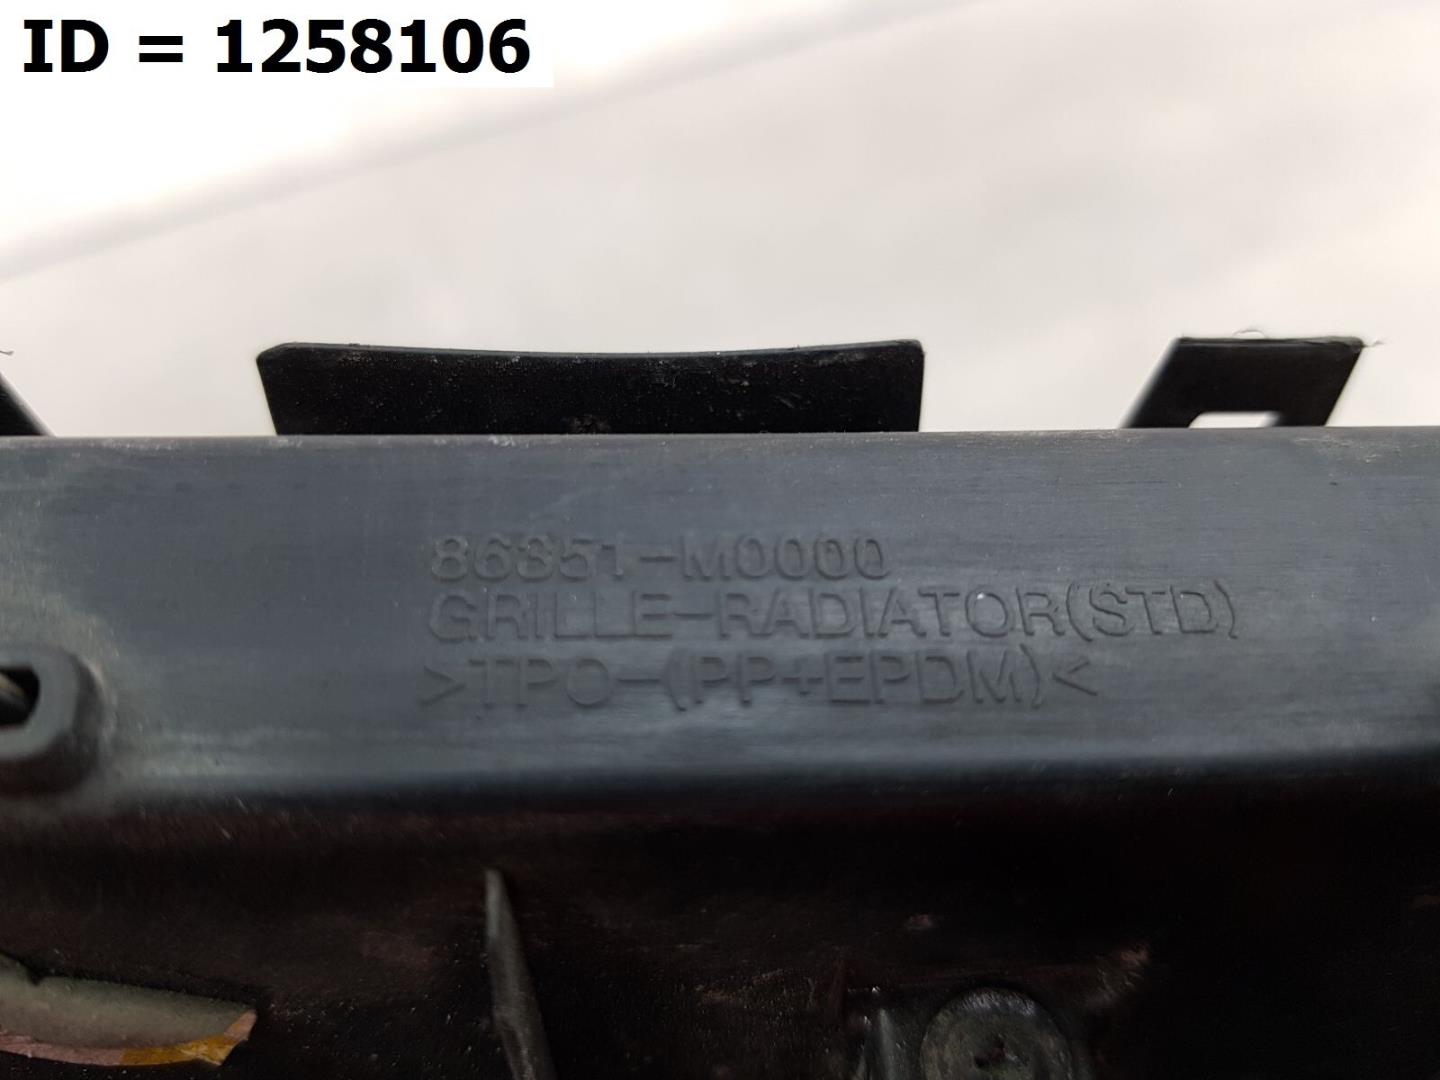 ID = 1258106
86351-M0000
GRILLE-RADIATOR(STD)
>TPO-(PP+EPDM)<